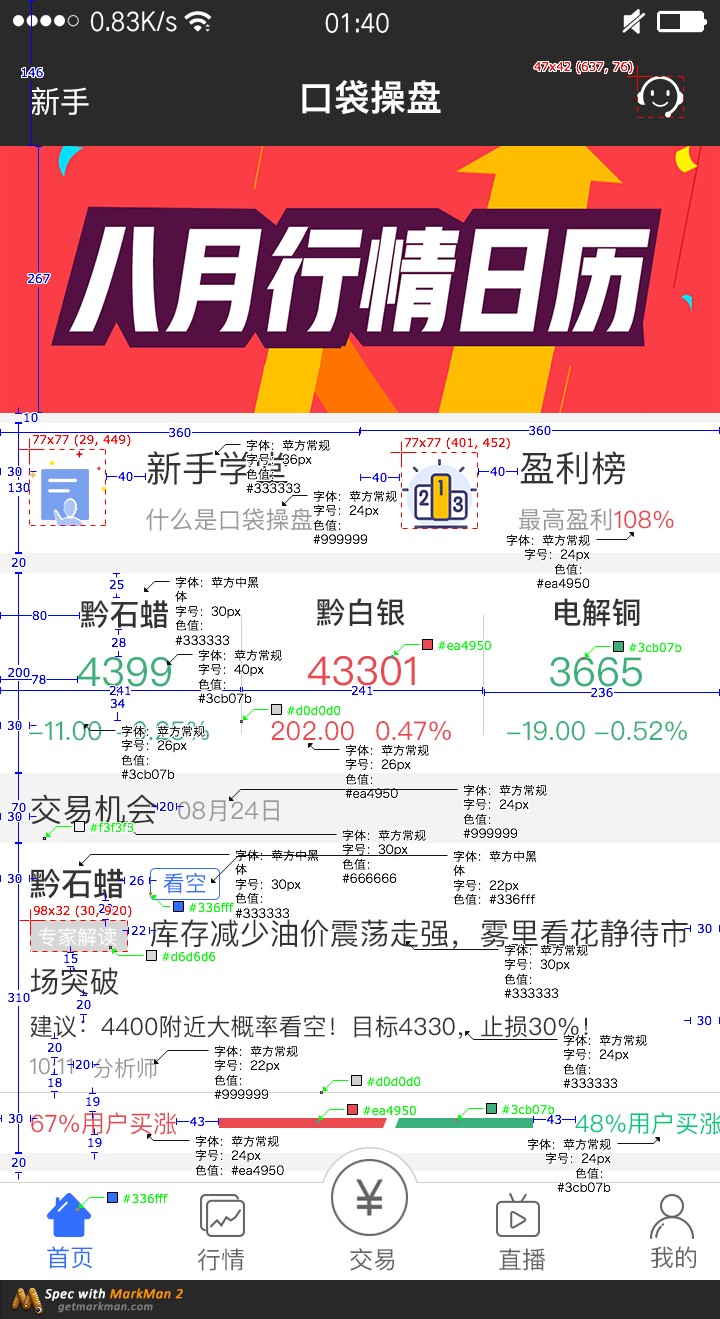 0.83K/s 01:40
146
47x42 (637, 76)
新手 口袋操盘
267
八月行情日历
10
360 360
77x77 (29, 449) 77x77 (401, 452)
新手学堂
字体: 苹方常规
字号: 36px
色值:
#333333
盈利榜
30 40 40 40
130
什么是口袋操盘
字体: 苹方常规
字号: 24px
色值:
#999999
最高盈利108%
字体: 苹方常规
字号: 24px
色值:
#ea4950
20
25
字体: 苹方中黑
体
字号: 30px
色值:
#333333
80
黔石蜡 黔白银 电解铜
28
#ea4950 #3cb07b
字体: 苹方常规
字号: 40px
色值:
#3cb07b
200 78
4399 43301 3665
241 241 236
34
#d0d0d0
30
-11.00 -0.25% 202.00 0.47% -19.00 -0.52%
字体: 苹方常规
字号: 26px
色值:
#3cb07b
字体: 苹方常规
字号: 26px
色值:
#ea4950
字体: 苹方常规
字号: 24px
色值:
#999999
70
30
交易机会 20 08月24日
#f3f3f3
字体: 苹方常规
字号: 30px
色值:
#666666
字体: 苹方中黑
体
字号: 30px
色值:
#333333
字体: 苹方中黑
体
字号: 22px
色值:
#336fff
30
黔石蜡 26 看空
#336fff
98x32 (30, 920)
专家解读 22 库存减少油价震荡走强，雾里看花静待市 30
#d6d6d6
15
字体: 苹方常规
字号: 30px
色值:
#333333
场突破
310
20
建议：4400附近大概率看空！目标4330，止损30%！ 30
20
10:11 20 分析师
字体: 苹方常规
字号: 22px
色值:
#999999
字体: 苹方常规
字号: 24px
色值:
#333333
18
#d0d0d0
19
#ea4950 #3cb07b
30
67%用户买涨 43 43 48%用户买涨
19
字体: 苹方常规
字号: 24px
色值: #ea4950
字体: 苹方常规
字号: 24px
色值:
#3cb07b
20
#336fff
¥
首页 行情 交易 直播 我的
Spec with MarkMan 2
getmarkman.com